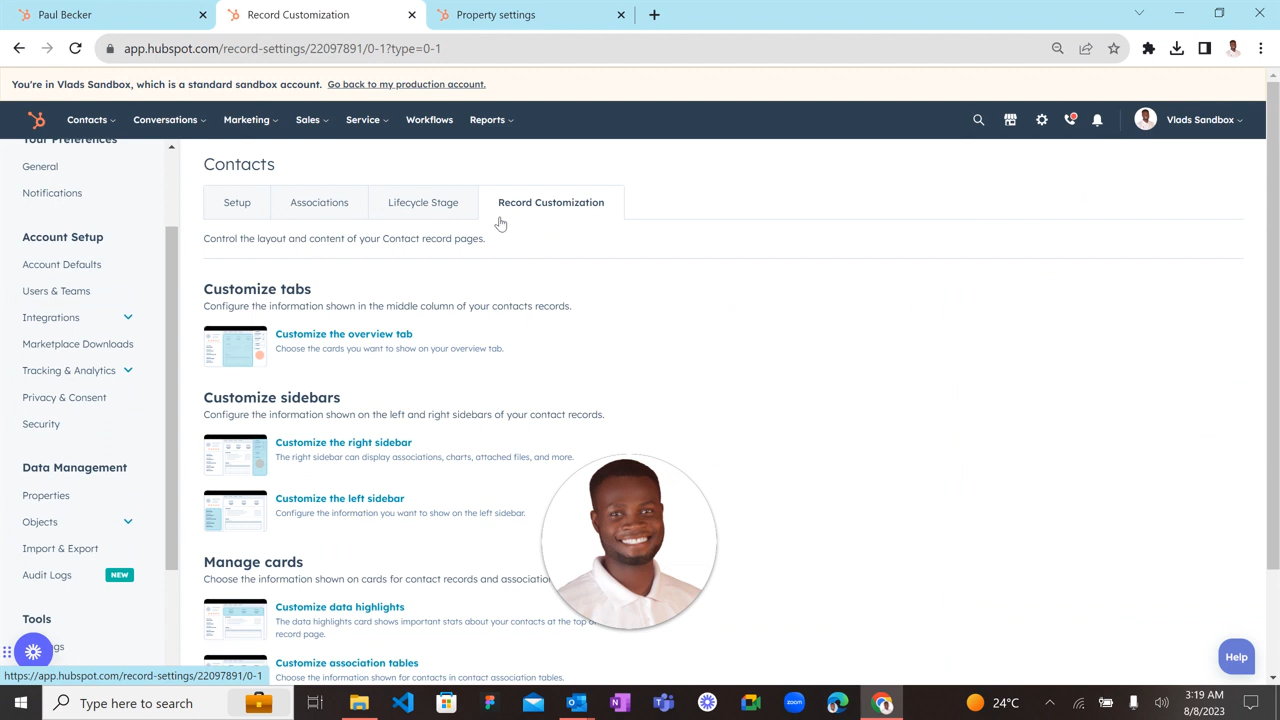 Paul Becker
Record Customization
Property settings
app.hubspot.com/record-settings/22097891/0-1?type=0-1
You're in Vlads Sandbox, which is a standard sandbox account. Go back to my production account.
Contacts Conversations Marketing Sales Service Workflows Reports Vlads Sandbox
Your Preferences
General
Notifications
Account Setup
Account Defaults
Users & Teams
Integrations
Marketplace Downloads
Tracking & Analytics
Privacy & Consent
Security
Data Management
Properties
Objects
Import & Export
Audit Logs NEW
Tools
Contacts
Setup Associations Lifecycle Stage Record Customization
Control the layout and content of your Contact record pages.
Customize tabs
Configure the information shown in the middle column of your contacts records.
Customize the overview tab
Choose the cards you want to show on your overview tab.
Customize sidebars
Configure the information shown on the left and right sidebars of your contact records.
Customize the right sidebar
The right sidebar can display associations, charts, attached files, and more.
Customize the left sidebar
Configure the information you want to show on the left sidebar.
Manage cards
Choose the information shown on cards for contact records and
Customize data highlights
The data highlights card shows important stats about your contacts at the top
record page.
Customize association tables
Choose the information shown for contacts in contact association tables.
Help
https://app.hubspot.com/record-settings/22097891/0-1
Type here to search
zoom
24°C
3:19 AM
8/8/2023